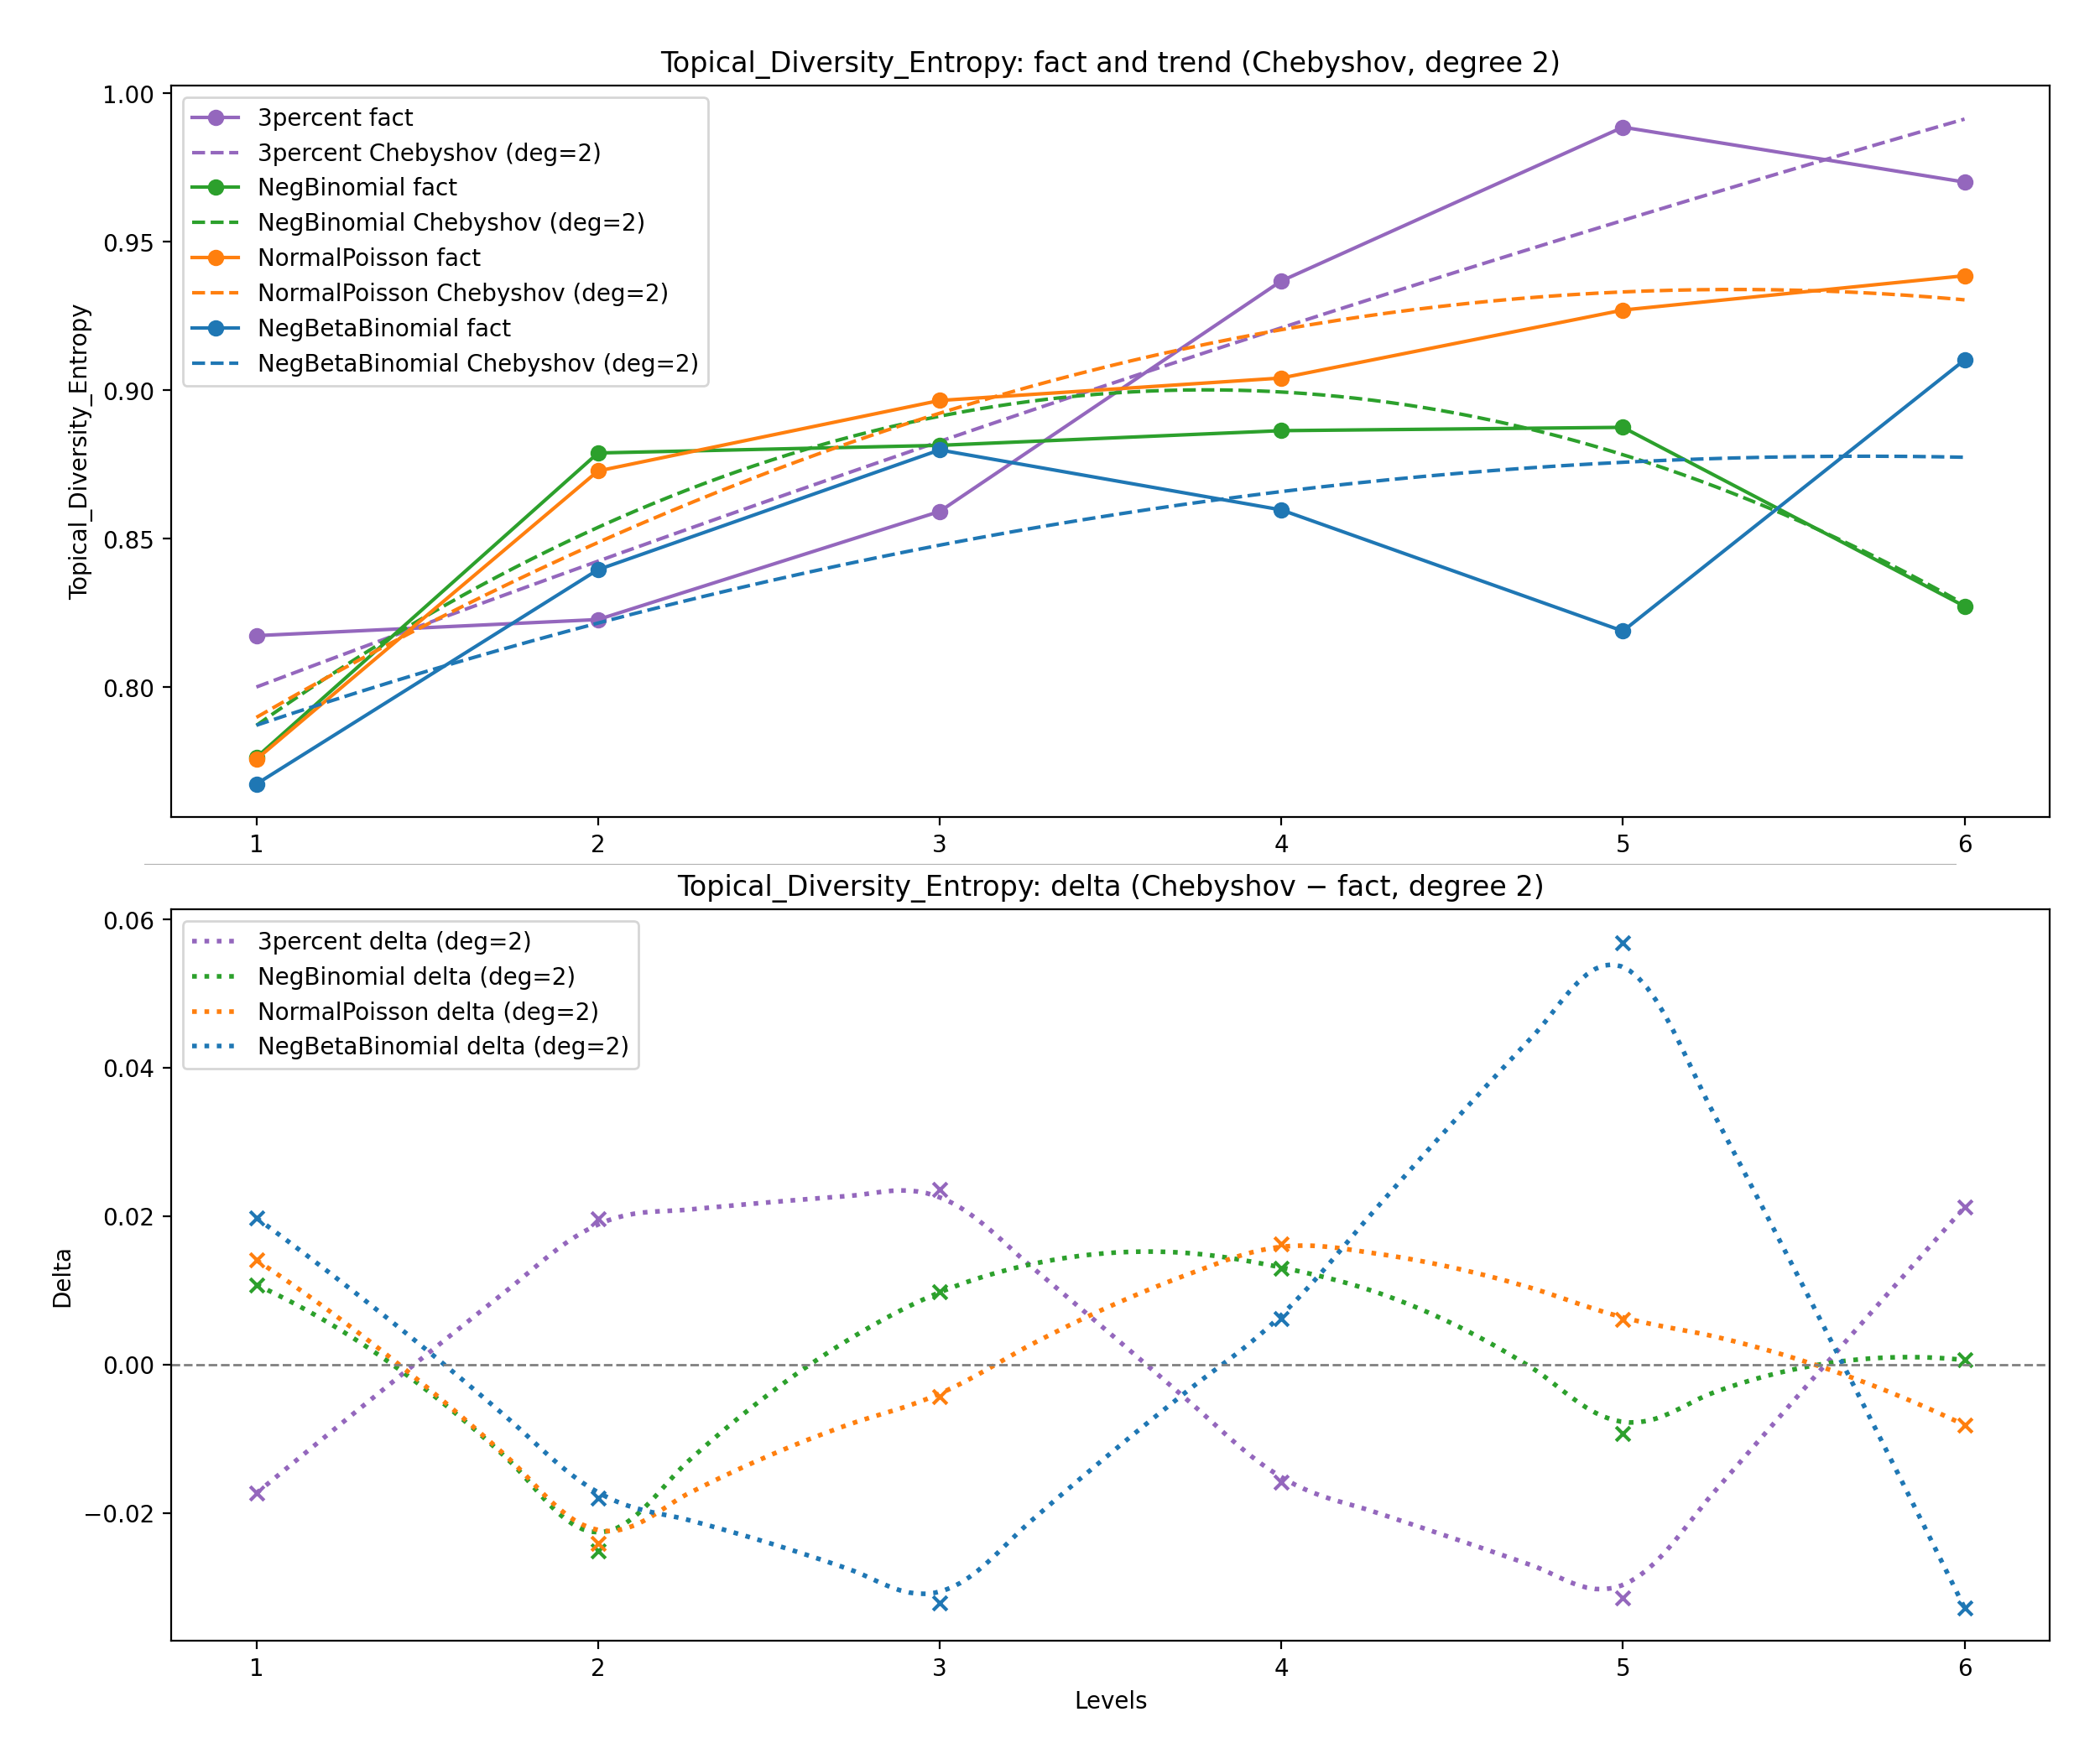 Topical_Diversity_Entropy: fact and trend (Chebyshov, degree 2)
Topical_Diversity_Entropy
1.00
0.95
0.90
0.85
0.80
3percent fact
3percent Chebyshov (deg=2)
NegBinomial fact
NegBinomial Chebyshov (deg=2)
NormalPoisson fact
NormalPoisson Chebyshov (deg=2)
NegBetaBinomial fact
NegBetaBinomial Chebyshov (deg=2)
1 2 3 4 5 6
Topical_Diversity_Entropy: delta (Chebyshov − fact, degree 2)
Delta
0.06
0.04
0.02
0.00
−0.02
3percent delta (deg=2)
NegBinomial delta (deg=2)
NormalPoisson delta (deg=2)
NegBetaBinomial delta (deg=2)
1 2 3 4 5 6
Levels